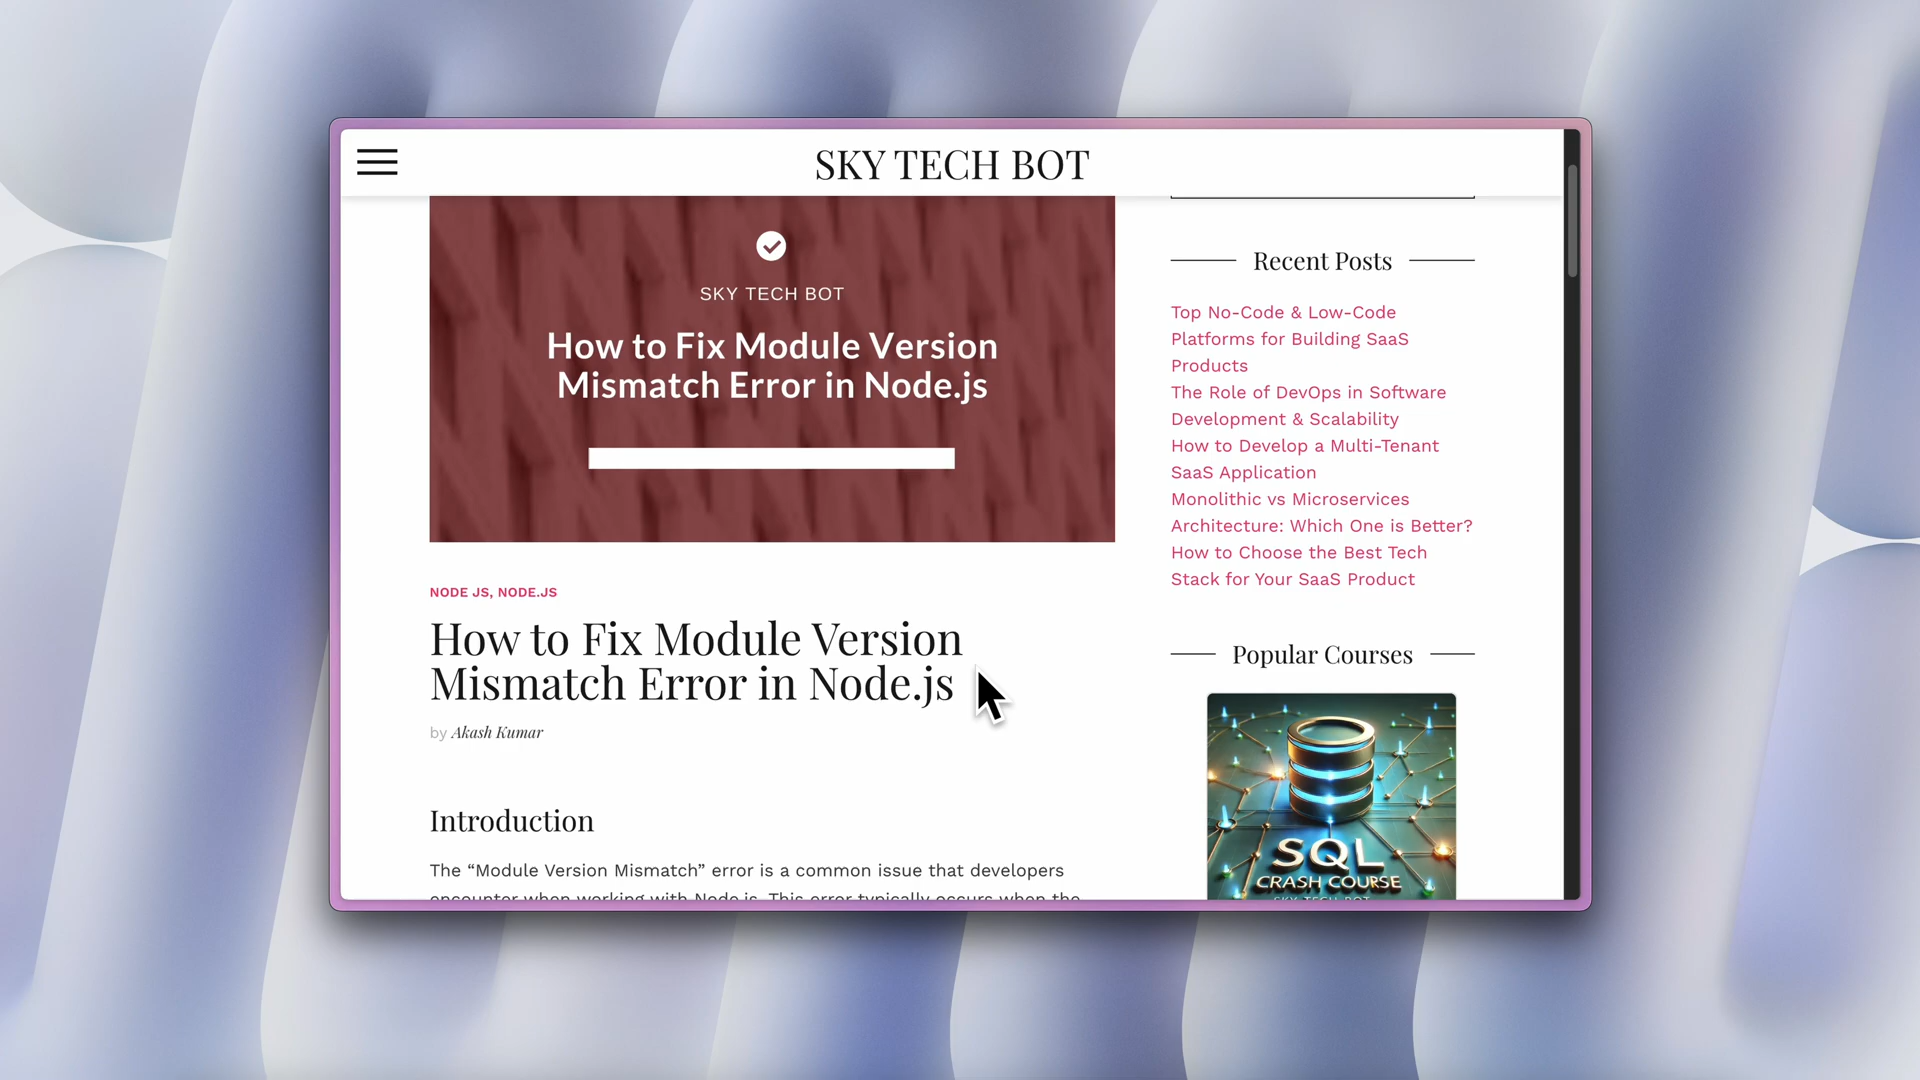 SKY TECH BOT
SKY TECH BOT
How to Fix Module Version
Mismatch Error in Node.js
NODE JS, NODE.JS
How to Fix Module Version
Mismatch Error in Node.js
by Akash Kumar
Introduction
The “Module Version Mismatch” error is a common issue that developers
encounter when working with Node.js. This error typically occurs when the
Recent Posts
Top No-Code & Low-Code
Platforms for Building SaaS
Products
The Role of DevOps in Software
Development & Scalability
How to Develop a Multi-Tenant
SaaS Application
Monolithic vs Microservices
Architecture: Which One is Better?
How to Choose the Best Tech
Stack for Your SaaS Product
Popular Courses
SQL
CRASH COURSE
SKY TECH BOT